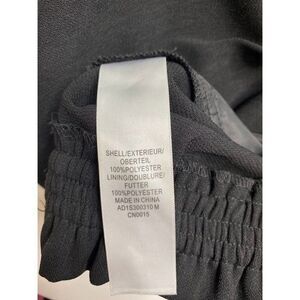 SHELL/EXTERIEUR/
OBERTEIL
100%POLYESTER
LINING/DOUBLURE/
FUTTER
100%POLYESTER
MADE IN CHINA
AD1S300310 M
CN0015